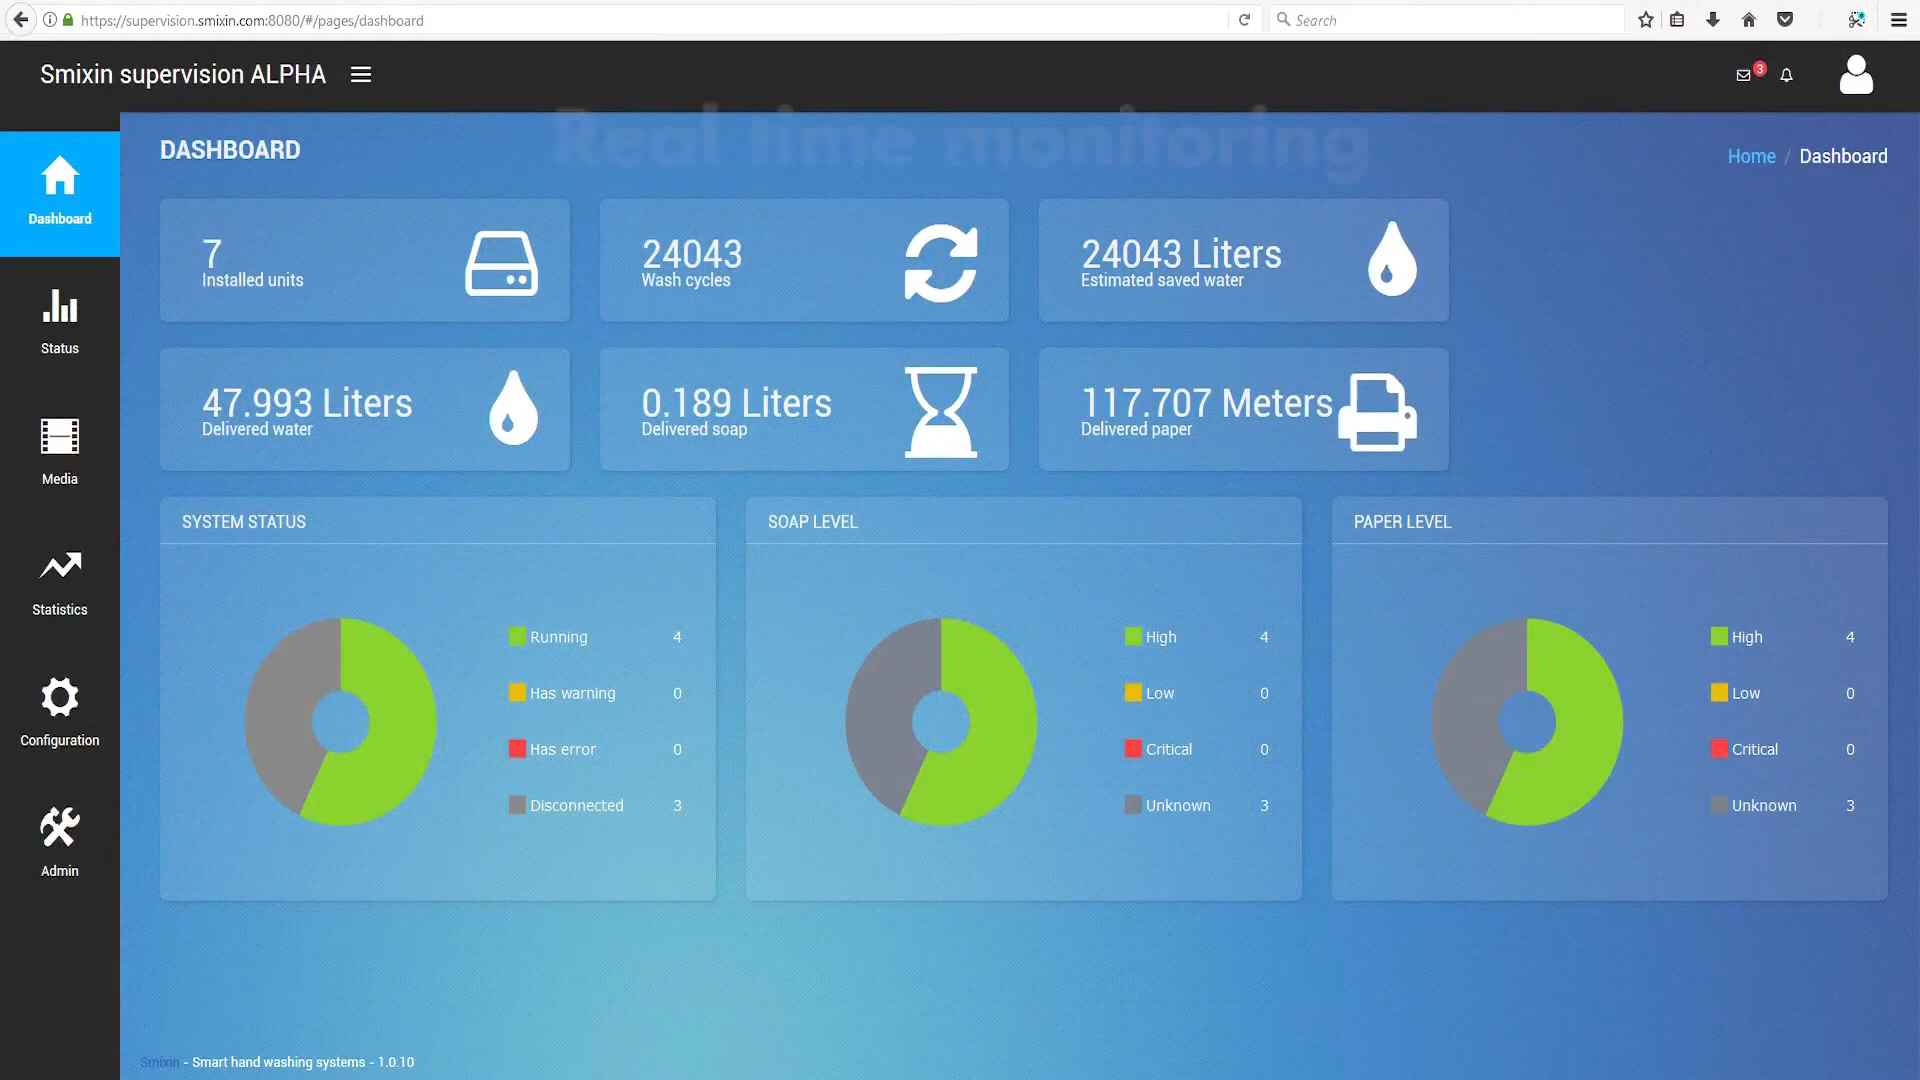 https://supervision.smixin.com:8080/#/pages/dashboard
Search
Smixin supervision ALPHA
3
Real time monitoring
DASHBOARD
Home / Dashboard
Dashboard
Status
Media
Statistics
Configuration
Admin
7
Installed units
24043
Wash cycles
24043 Liters
Estimated saved water
47.993 Liters
Delivered water
0.189 Liters
Delivered soap
117.707 Meters
Delivered paper
SYSTEM STATUS
Running 4
Has warning 0
Has error 0
Disconnected 3
SOAP LEVEL
High 4
Low 0
Critical 0
Unknown 3
PAPER LEVEL
High 4
Low 0
Critical 0
Unknown 3
Smixin - Smart hand washing systems - 1.0.10